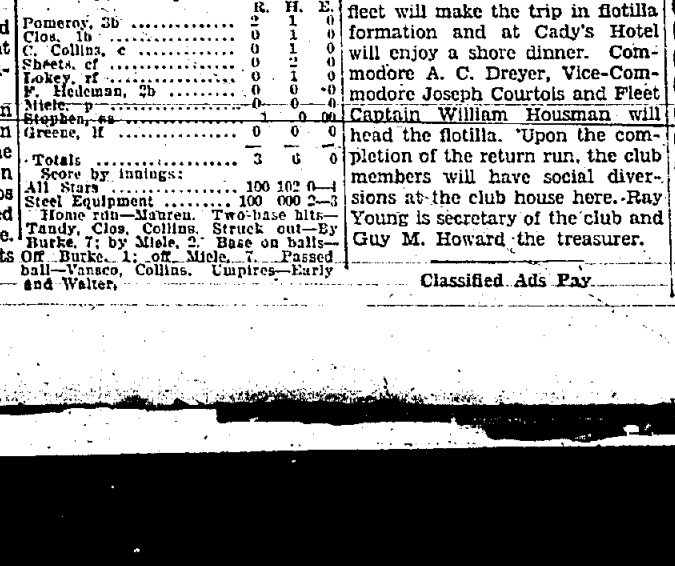 R. H. E.
Pomeroy, 3b 2 1 0
Clos, 1b 0 1 0
C. Collins, c 0 1 0
Sheets, cf 0 2 0
Lokey, rf 0 1 0
F. Hedeman, 2b 0 0 0
Miele, p 0 0 0
Stephen, ss 1 0 00
Greene, lf 0 0 0
Totals 3 6 0
Score by innings:
All Stars 100 102 0—4
Steel Equipment 100 000 2—3
Home run—Mauren. Two-base hits—
Tandy, Clos, Collins. Struck out—By
Burke, 7; by Miele, 2. Base on balls—
Off Burke, 1; off Miele, 7. Passed
ball—Vansco, Collins. Umpires—Early
and Walter.
fleet will make the trip in flotilla
formation and at Cady's Hotel
will enjoy a shore dinner. Com-
modore A. C. Dreyer, Vice-Com-
modore Joseph Courtois and Fleet
Captain William Housman will
head the flotilla. Upon the com-
pletion of the return run, the club
members will have social diver-
sions at the club house here. Ray
Young is secretary of the club and
Guy M. Howard the treasurer.
Classified Ads Pay